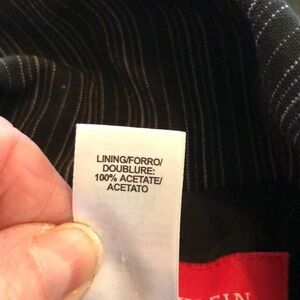 LINING/FORRO/
DOUBLURE:
100% ACETATE/
ACETATO